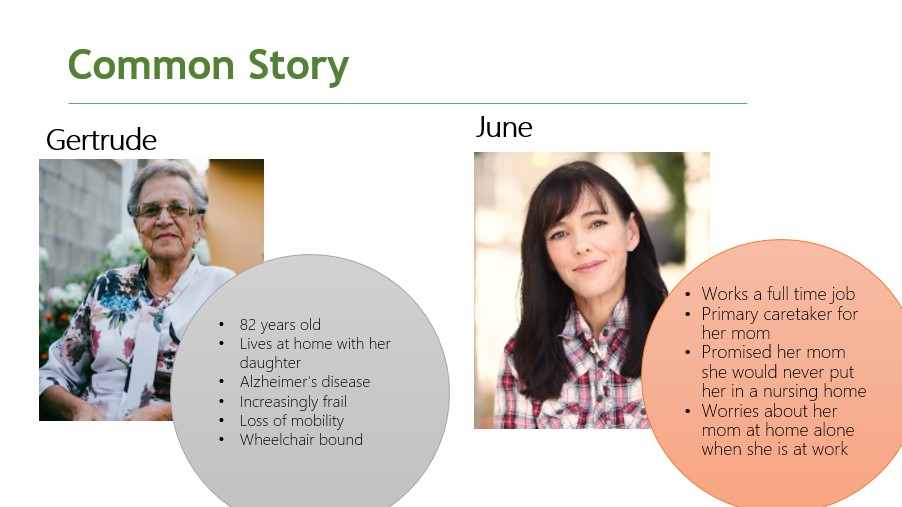 Common Story
Gertrude
June
• 82 years old
• Lives at home with her
daughter
• Alzheimer's disease
• Increasingly frail
• Loss of mobility
• Wheelchair bound
• Works a full time job
• Primary caretaker for
her mom
• Promised her mom
she would never put
her in a nursing home
• Worries about her
mom at home alone
when she is at work